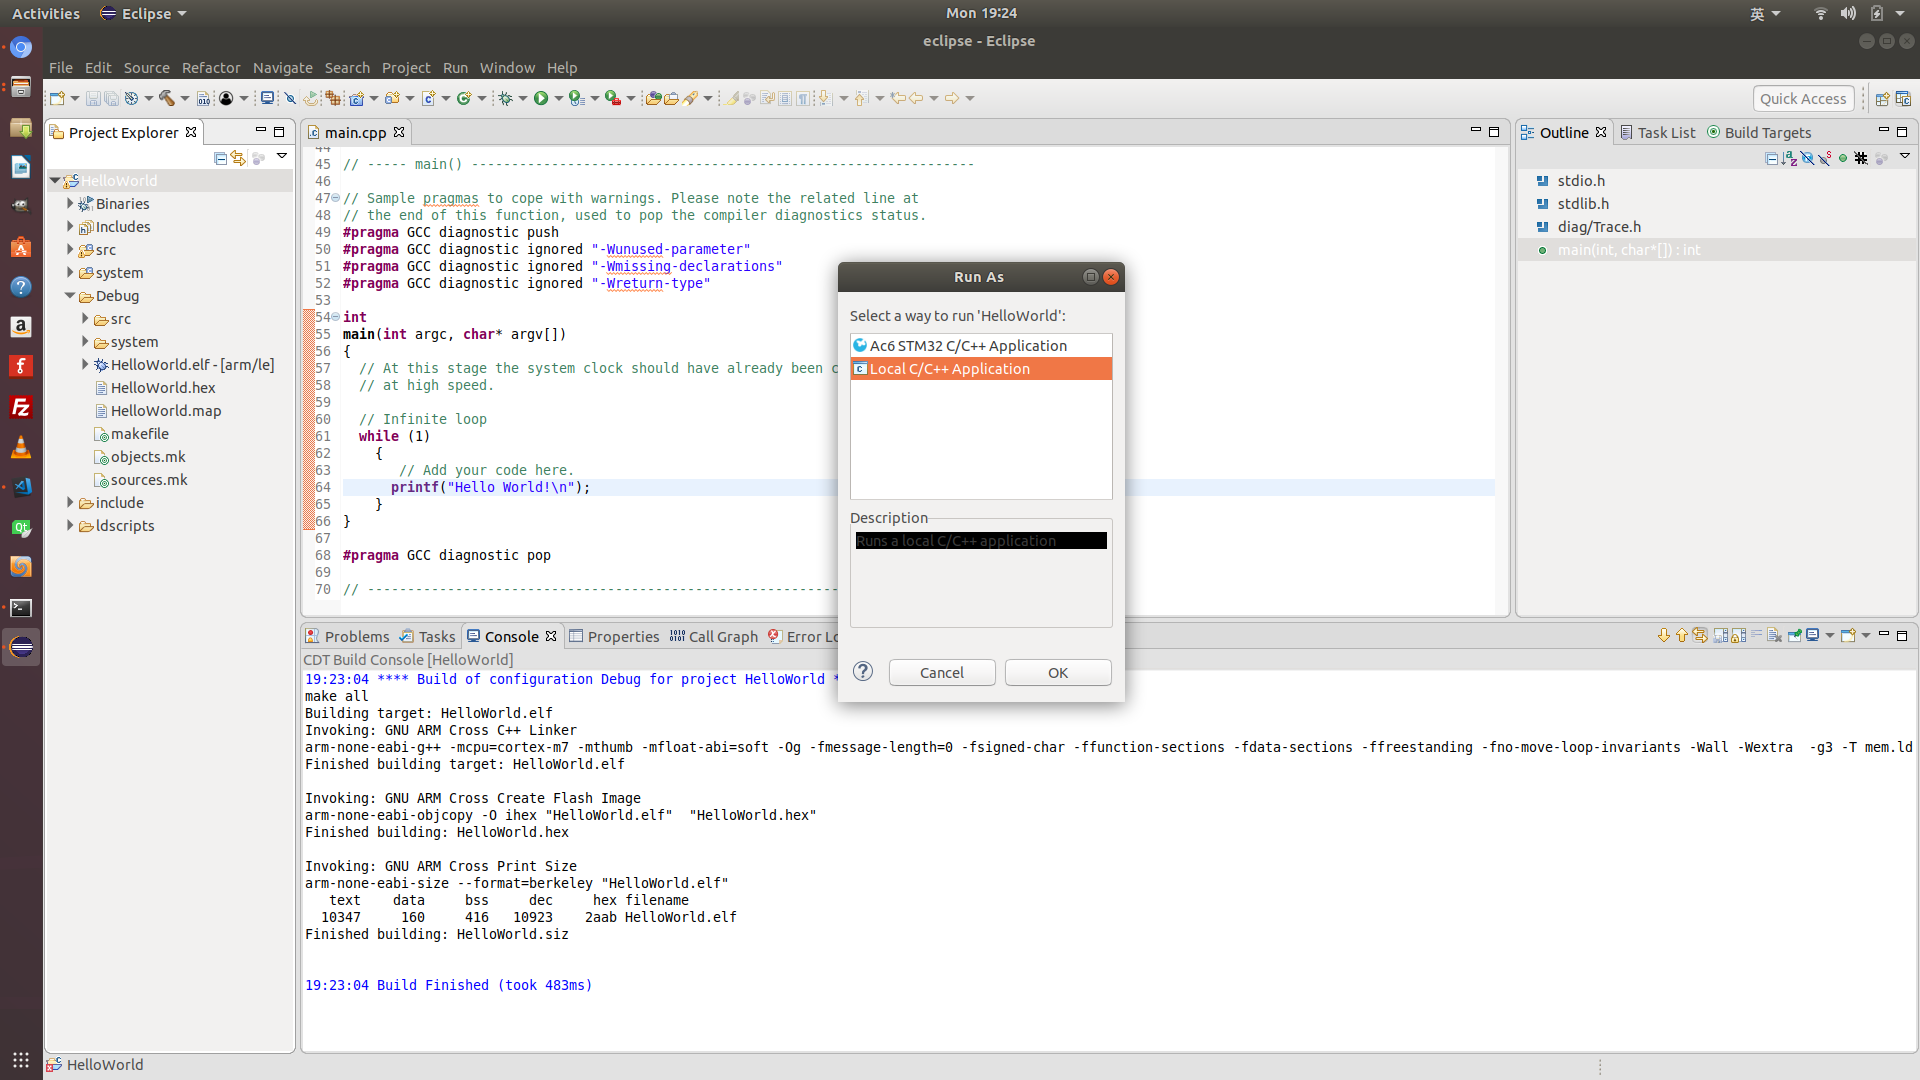 Activities
Eclipse
Mon 19:24
英
eclipse - Eclipse
File Edit Source Refactor Navigate Search Project Run Window Help
Quick Access
Project Explorer
HelloWorld
Binaries
Includes
src
system
Debug
src
system
HelloWorld.elf - [arm/le]
HelloWorld.hex
HelloWorld.map
makefile
objects.mk
sources.mk
include
ldscripts
main.cpp
44
45 // ----- main() ---------------------------------------------------------------
46
47 // Sample pragmas to cope with warnings. Please note the related line at
48 // the end of this function, used to pop the compiler diagnostics status.
49 #pragma GCC diagnostic push
50 #pragma GCC diagnostic ignored "-Wunused-parameter"
51 #pragma GCC diagnostic ignored "-Wmissing-declarations"
52 #pragma GCC diagnostic ignored "-Wreturn-type"
53
54 int
55 main(int argc, char* argv[])
56 {
57 // At this stage the system clock should have already been c
58 // at high speed.
59
60 // Infinite loop
61 while (1)
62 {
63 // Add your code here.
64 printf("Hello World!\n");
65 }
66 }
67
68 #pragma GCC diagnostic pop
69
70 // -----------------------------------------------------------
Run As
Select a way to run 'HelloWorld':
Ac6 STM32 C/C++ Application
Local C/C++ Application
Description
Runs a local C/C++ application
Cancel
OK
Outline
Task List
Build Targets
stdio.h
stdlib.h
diag/Trace.h
main(int, char*[]) : int
Problems
Tasks
Console
Properties
Call Graph
Error Lo
CDT Build Console [HelloWorld]
19:23:04 **** Build of configuration Debug for project HelloWorld *
make all
Building target: HelloWorld.elf
Invoking: GNU ARM Cross C++ Linker
arm-none-eabi-g++ -mcpu=cortex-m7 -mthumb -mfloat-abi=soft -Og -fmessage-length=0 -fsigned-char -ffunction-sections -fdata-sections -ffreestanding -fno-move-loop-invariants -Wall -Wextra  -g3 -T mem.ld
Finished building target: HelloWorld.elf
Invoking: GNU ARM Cross Create Flash Image
arm-none-eabi-objcopy -O ihex "HelloWorld.elf"  "HelloWorld.hex"
Finished building: HelloWorld.hex
Invoking: GNU ARM Cross Print Size
arm-none-eabi-size --format=berkeley "HelloWorld.elf"
text data bss dec hex filename
10347 160 416 10923 2aab HelloWorld.elf
Finished building: HelloWorld.siz
19:23:04 Build Finished (took 483ms)
HelloWorld